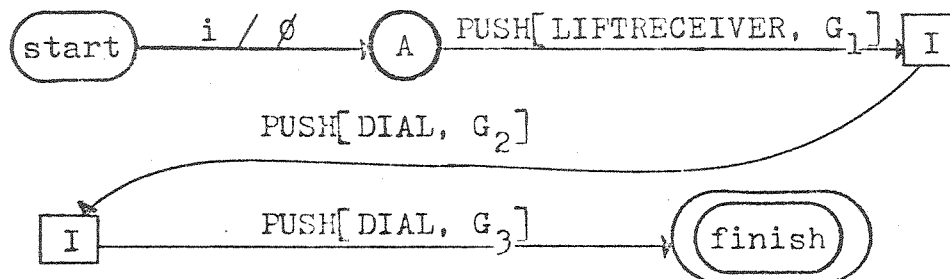 start i / ∅ A PUSH[LIFTRECEIVER, G₁] I
PUSH[DIAL, G₂]
I PUSH[DIAL, G₃] finish